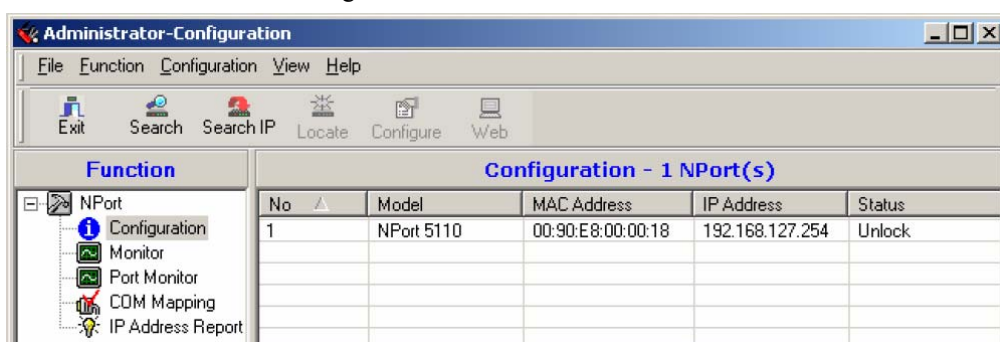 Administrator-Configuration
File Function Configuration View Help
Exit Search Search IP Locate Configure Web
Function
Configuration - 1 NPort(s)
NPort
Configuration
Monitor
Port Monitor
COM Mapping
IP Address Report
No Model MAC Address IP Address Status
1 NPort 5110 00:90:E8:00:00:18 192.168.127.254 Unlock